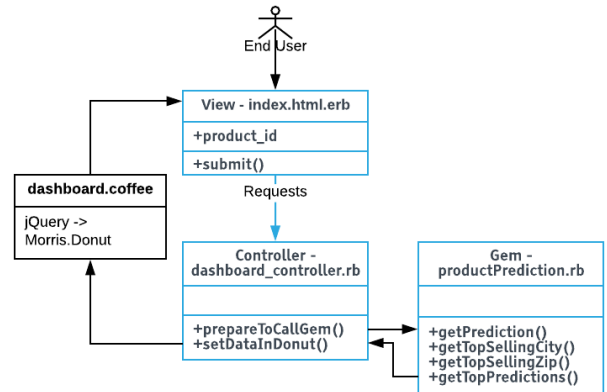 End User
View - index.html.erb
+product_id
+submit()
Requests
dashboard.coffee
jQuery ->
Morris.Donut
Controller -
dashboard_controller.rb
+prepareToCallGem()
+setDataInDonut()
Gem -
productPrediction.rb
+getPrediction()
+getTopSellingCity()
+getTopSellingZip()
+getTopPredictions()